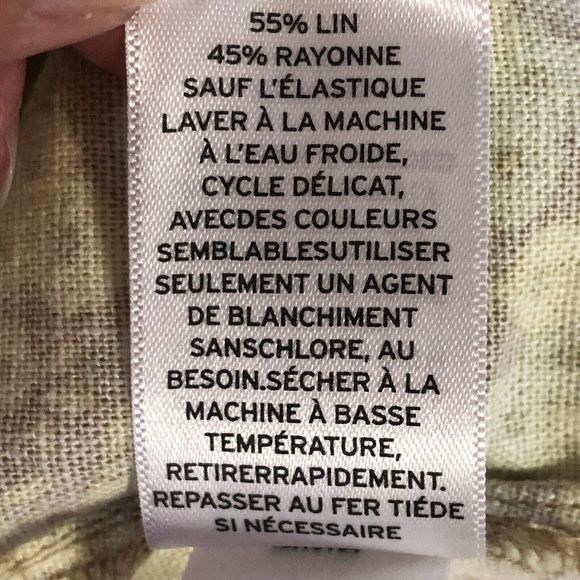 55% LIN
45% RAYONNE
SAUF L'ÉLASTIQUE
LAVER À LA MACHINE
À L'EAU FROIDE,
CYCLE DÉLICAT,
AVECDES COULEURS
SEMBLABLESUTILISER
SEULEMENT UN AGENT
DE BLANCHIMENT
SANSCHLORE, AU
BESOIN.SÉCHER À LA
MACHINE À BASSE
TEMPÉRATURE,
RETIRERRAPIDEMENT.
REPASSER AU FER TIÉDE
SI NÉCESSAIRE